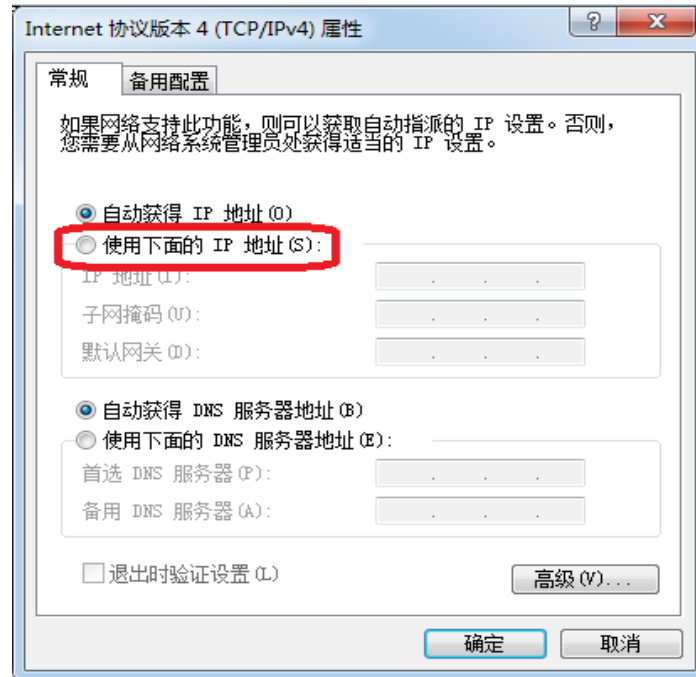 Internet 协议版本 4 (TCP/IPv4) 属性
常规 备用配置
如果网络支持此功能，则可以获取自动指派的 IP 设置。否则，
您需要从网络系统管理员处获得适当的 IP 设置。
自动获得 IP 地址(O)
使用下面的 IP 地址(S):
IP 地址(I):
子网掩码(U):
默认网关(D):
自动获得 DNS 服务器地址(B)
使用下面的 DNS 服务器地址(E):
首选 DNS 服务器(P):
备用 DNS 服务器(A):
退出时验证设置(L)
高级(V)...
确定 取消